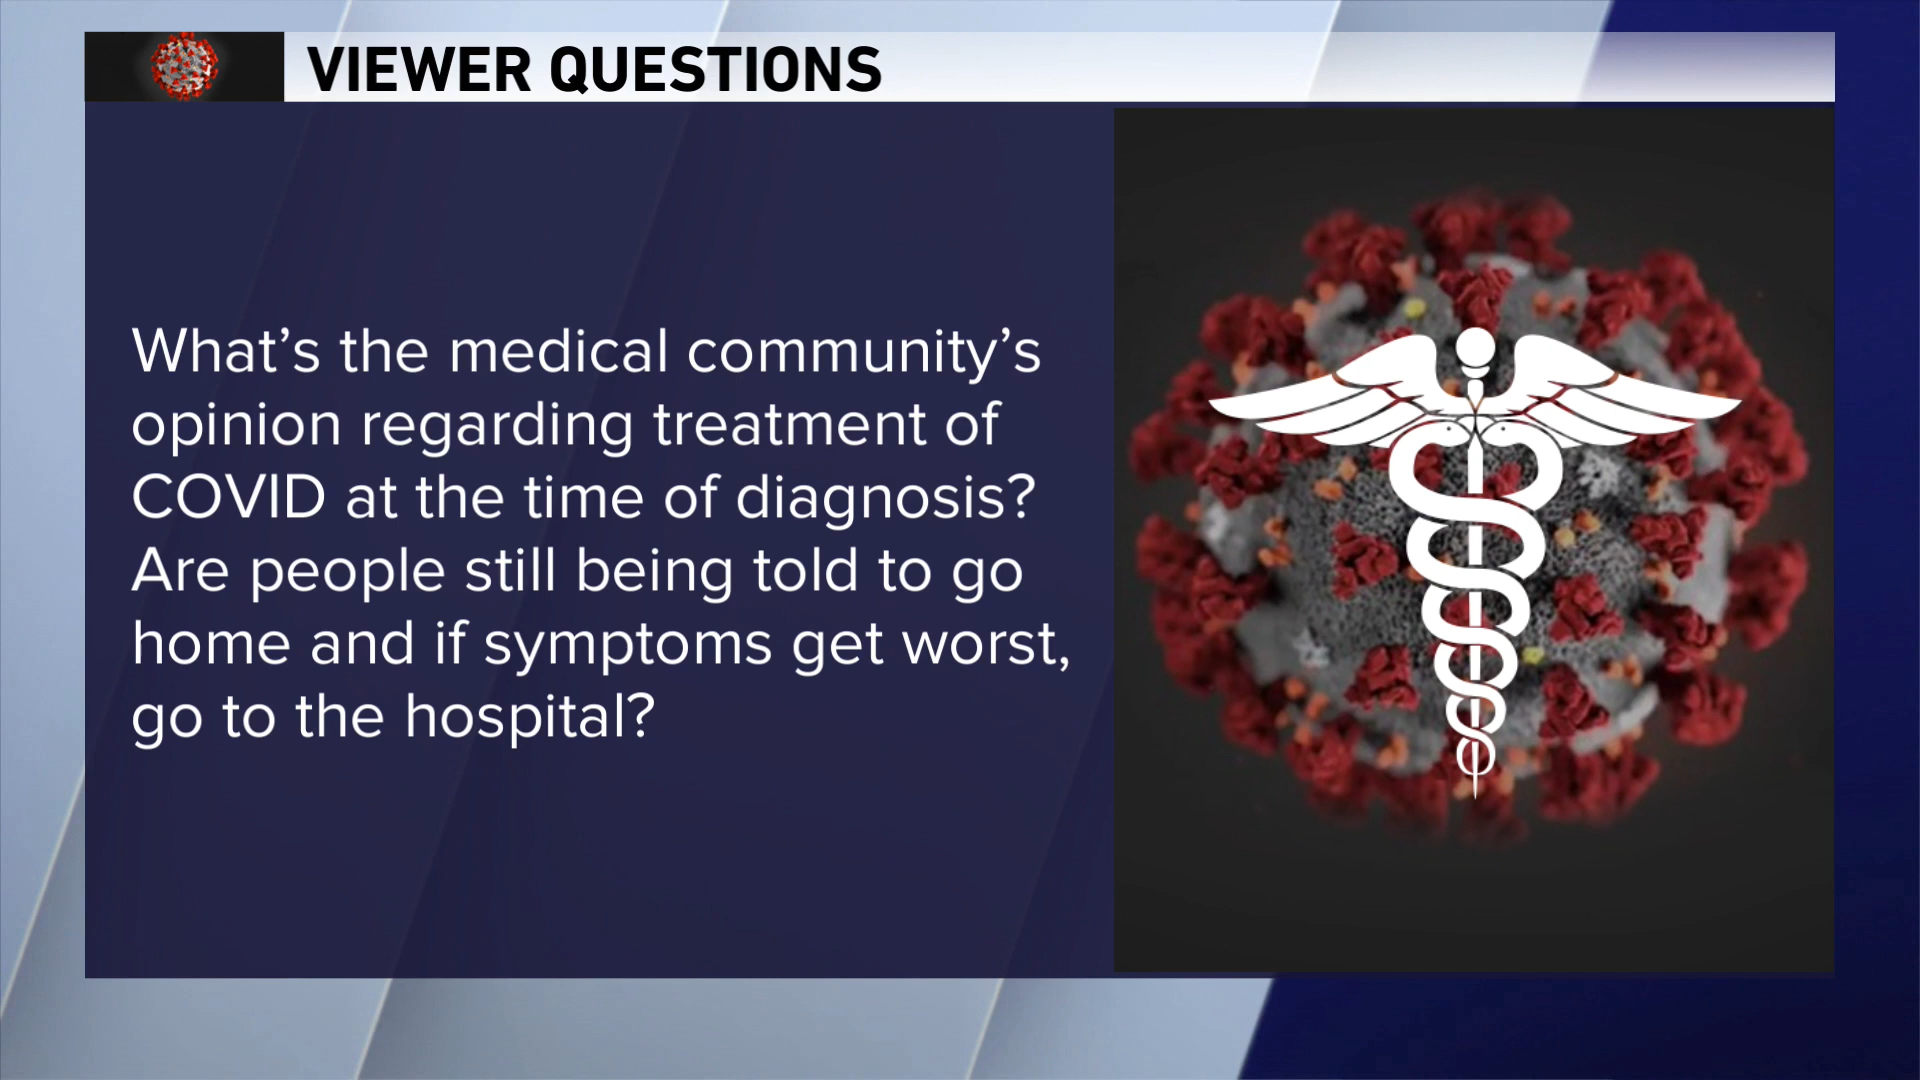 VIEWER QUESTIONS
What’s the medical community’s
opinion regarding treatment of
COVID at the time of diagnosis?
Are people still being told to go
home and if symptoms get worst,
go to the hospital?